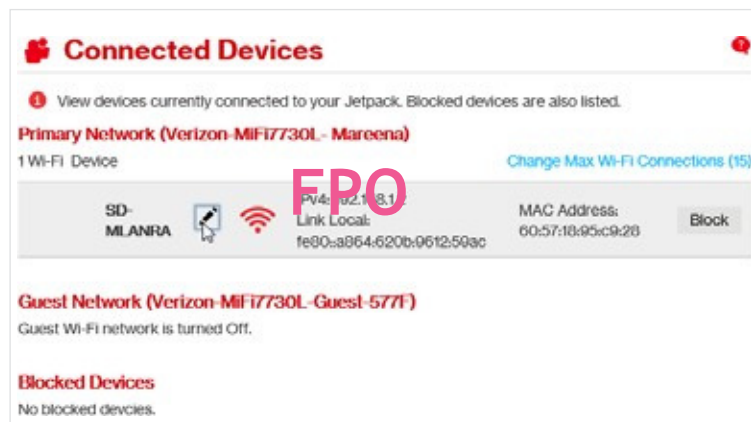 Connected Devices
View devices currently connected to your Jetpack. Blocked devices are also listed.
Primary Network (Verizon-MiFi7730L- Mareena)
1 Wi-Fi Device
Change Max Wi-Fi Connections (15)
FPO
SD-
MLANRA
Link Local:
fe80::a864:620b:9612:59ac
MAC Address:
60:57:18:95:c9:28
Block
Guest Network (Verizon-MiFi7730L-Guest-577F)
Guest Wi-Fi network is turned Off.
Blocked Devices
No blocked devcies.